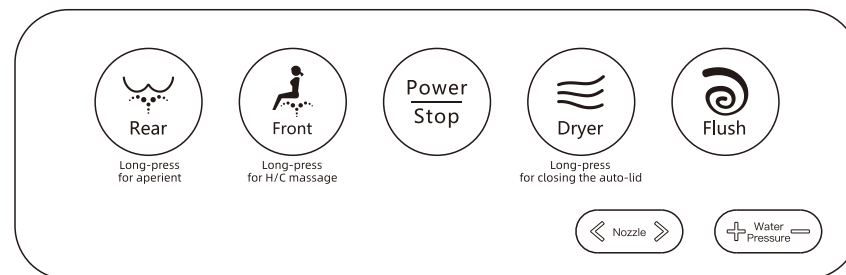 Rear
Front
Power
Stop
Dryer
Flush
Long-press
for aperient
Long-press
for H/C massage
Long-press
for closing the auto-lid
Nozzle
Water
Pressure